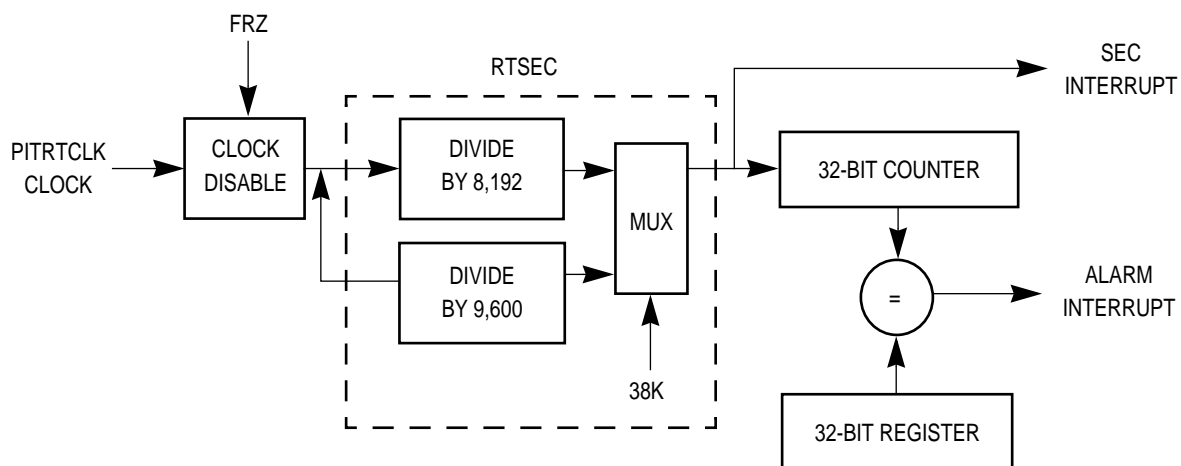 FRZ
RTSEC
SEC
INTERRUPT
PITRTCLK
CLOCK
CLOCK
DISABLE
DIVIDE
BY 8,192
MUX
32-BIT COUNTER
DIVIDE
BY 9,600
=
ALARM
INTERRUPT
38K
32-BIT REGISTER